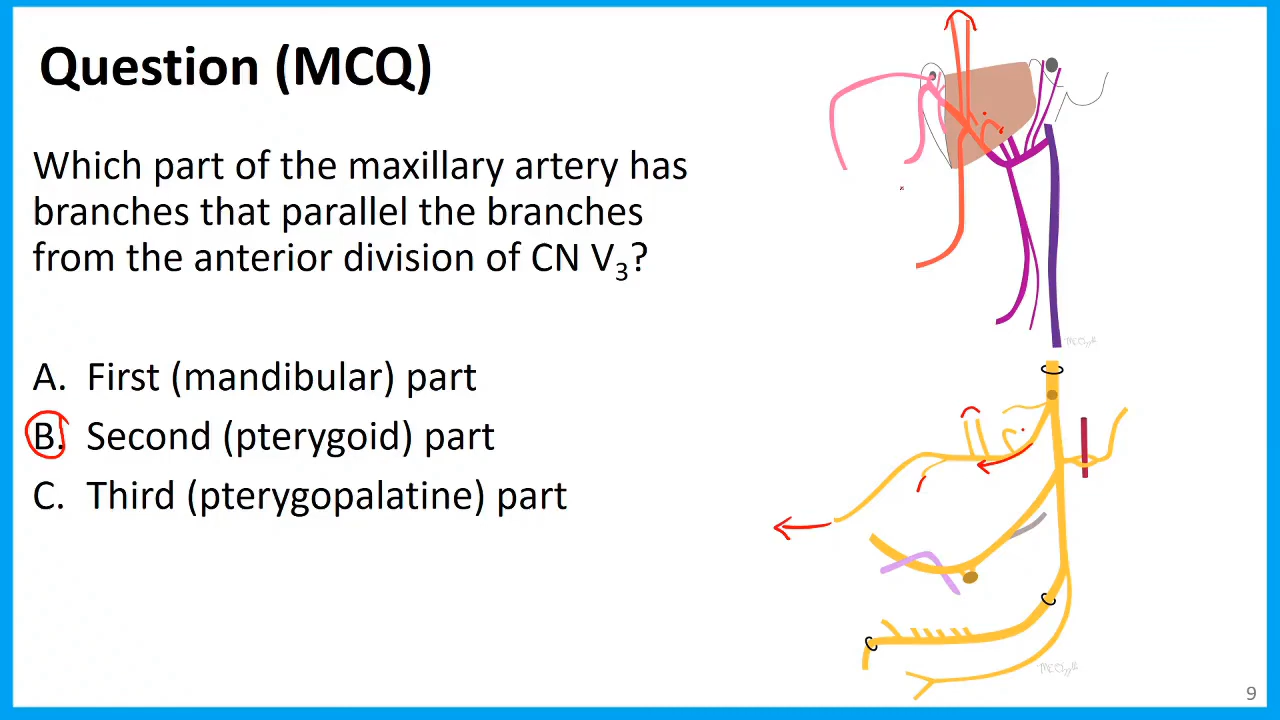 Question (MCQ)
Which part of the maxillary artery has
branches that parallel the branches
from the anterior division of CN V₃?
A. First (mandibular) part
B. Second (pterygoid) part
C. Third (pterygopalatine) part
9